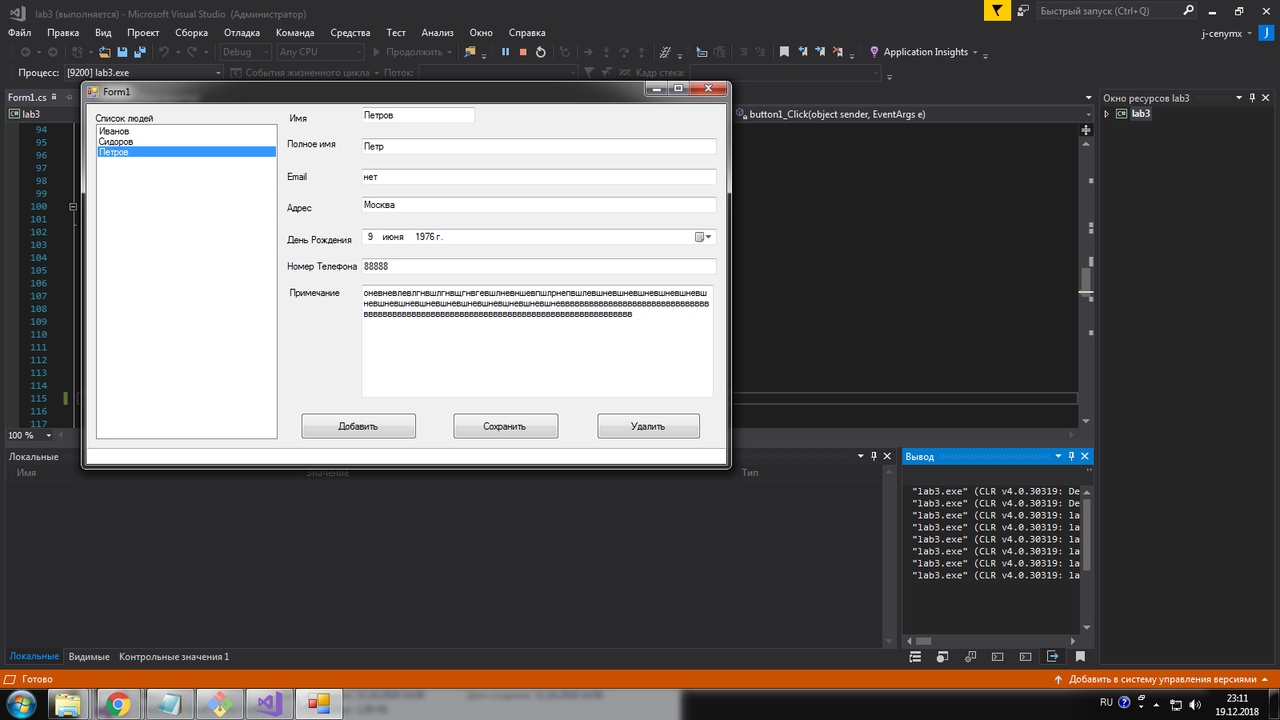 lab3 (выполняется) - Microsoft Visual Studio (Администратор)
Быстрый запуск (Ctrl+Q)
Файл Правка Вид Проект Сборка Отладка Команда Средства Тест Анализ Окно Справка
j-cenymx J
Debug Any CPU Продолжить Application Insights
Процесс: [9200] lab3.exe События жизненного цикла Поток: Кадр стека:
Form1.cs
lab3
button1_Click(object sender, EventArgs e)
Окно ресурсов lab3
lab3
94
95
96
97
98
99
100
101
102
103
104
105
106
107
108
109
110
111
112
113
114
115
116
117
100 %
Form1
Список людей
Иванов
Сидоров
Петров
Имя Петров
Полное имя Петр
Email нет
Адрес Москва
День Рождения 9 июня 1976 г.
Номер Телефона 88888
Примечание
Добавить Сохранить Удалить
Локальные
Имя Значение Тип
Вывод
"lab3.exe" (CLR v4.0.30319: De
"lab3.exe" (CLR v4.0.30319: De
"lab3.exe" (CLR v4.0.30319: la
"lab3.exe" (CLR v4.0.30319: la
"lab3.exe" (CLR v4.0.30319: la
"lab3.exe" (CLR v4.0.30319: la
"lab3.exe" (CLR v4.0.30319: la
"lab3.exe" (CLR v4.0.30319: la
Локальные Видимые Контрольные значения 1
Готово
Добавить в систему управления версиями
RU
23:11
19.12.2018